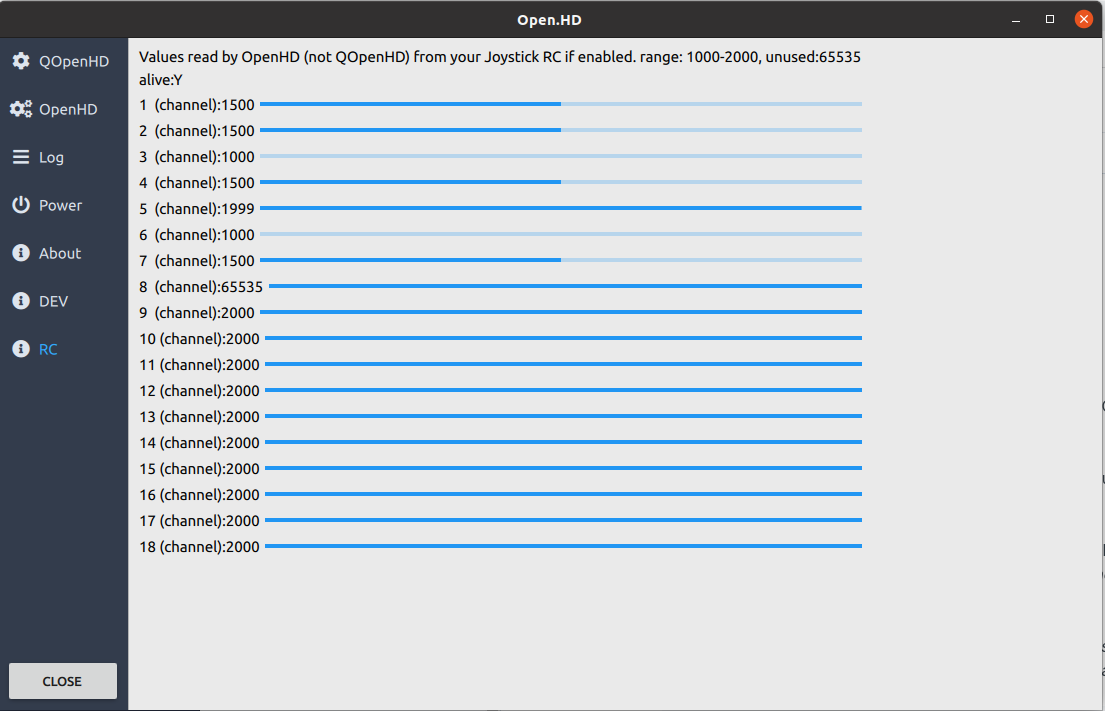 Open.HD
QOpenHD
OpenHD
Log
Power
About
DEV
RC
CLOSE
Values read by OpenHD (not QOpenHD) from your Joystick RC if enabled. range: 1000-2000, unused:65535
alive:Y
1 (channel):1500
2 (channel):1500
3 (channel):1000
4 (channel):1500
5 (channel):1999
6 (channel):1000
7 (channel):1500
8 (channel):65535
9 (channel):2000
10 (channel):2000
11 (channel):2000
12 (channel):2000
13 (channel):2000
14 (channel):2000
15 (channel):2000
16 (channel):2000
17 (channel):2000
18 (channel):2000